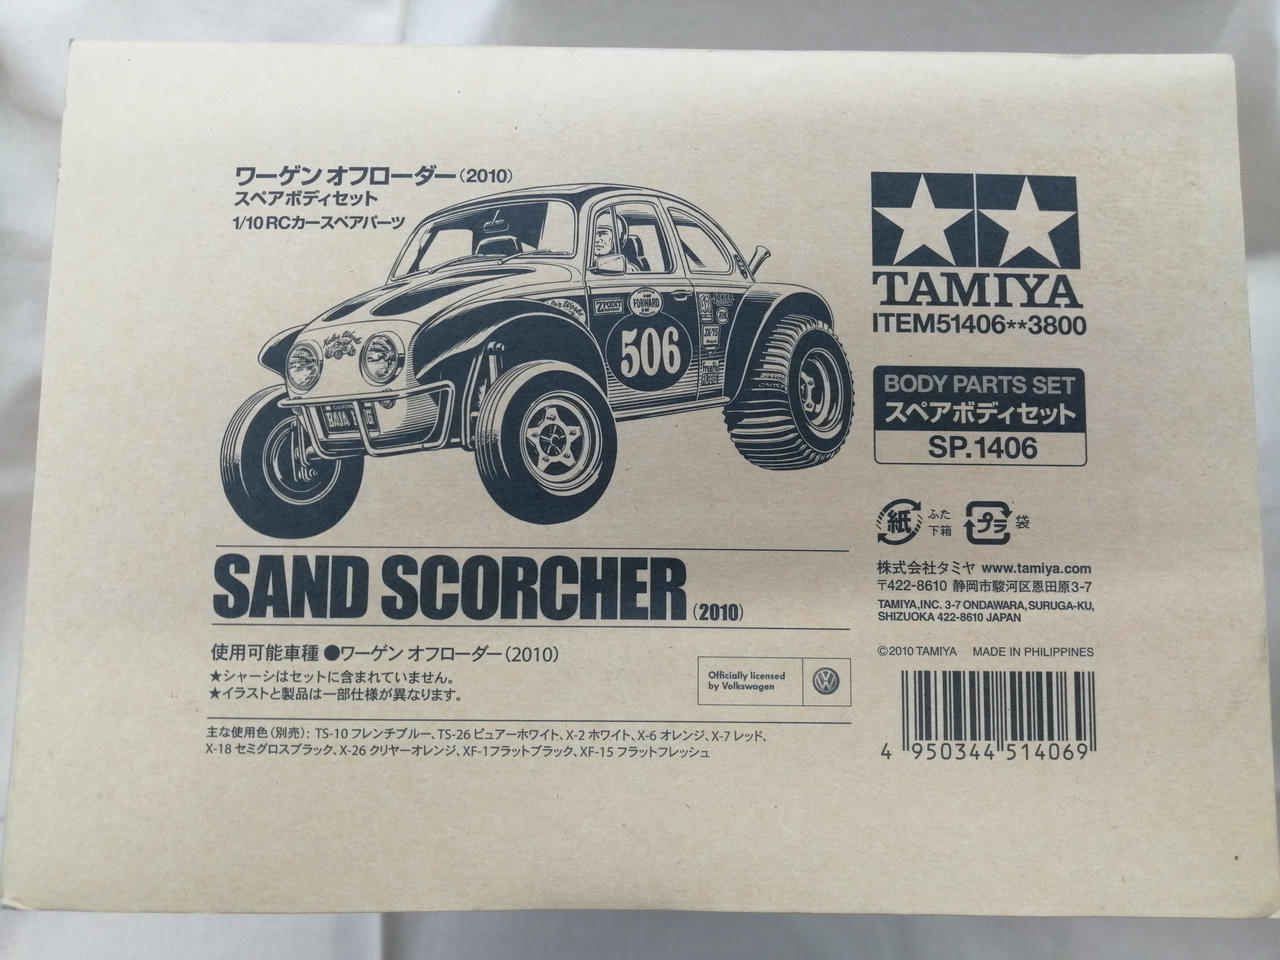 ワーゲン オフローダー(2010)
スペアボディセット
1/10 RCカースペアパーツ
7POINT
FORWARD
506
JX-75
CALIFORNIA
TAMIYA
ITEM51406**3800
BODY PARTS SET
スペアボディセット
SP.1406
紙
ふた
下箱
プラ
袋
株式会社タミヤ www.tamiya.com
〒422-8610 静岡市駿河区恩田原3-7
TAMIYA,INC. 3-7 ONDAWARA,SURUGA-KU,
SHIZUOKA 422-8610 JAPAN
©2010 TAMIYA MADE IN PHILIPPINES
4 950344 514069
SAND SCORCHER (2010)
使用可能車種 ●ワーゲン オフローダー(2010)
★シャーシはセットに含まれていません。
★イラストと製品は一部仕様が異なります。
Officially licensed
by Volkswagen
主な使用色(別売): TS-10 フレンチブルー、TS-26 ピュアーホワイト、X-2 ホワイト、X-6 オレンジ、X-7 レッド、
X-18 セミグロスブラック、X-26 クリヤーオレンジ、XF-1フラットブラック、XF-15 フラットフレッシュ